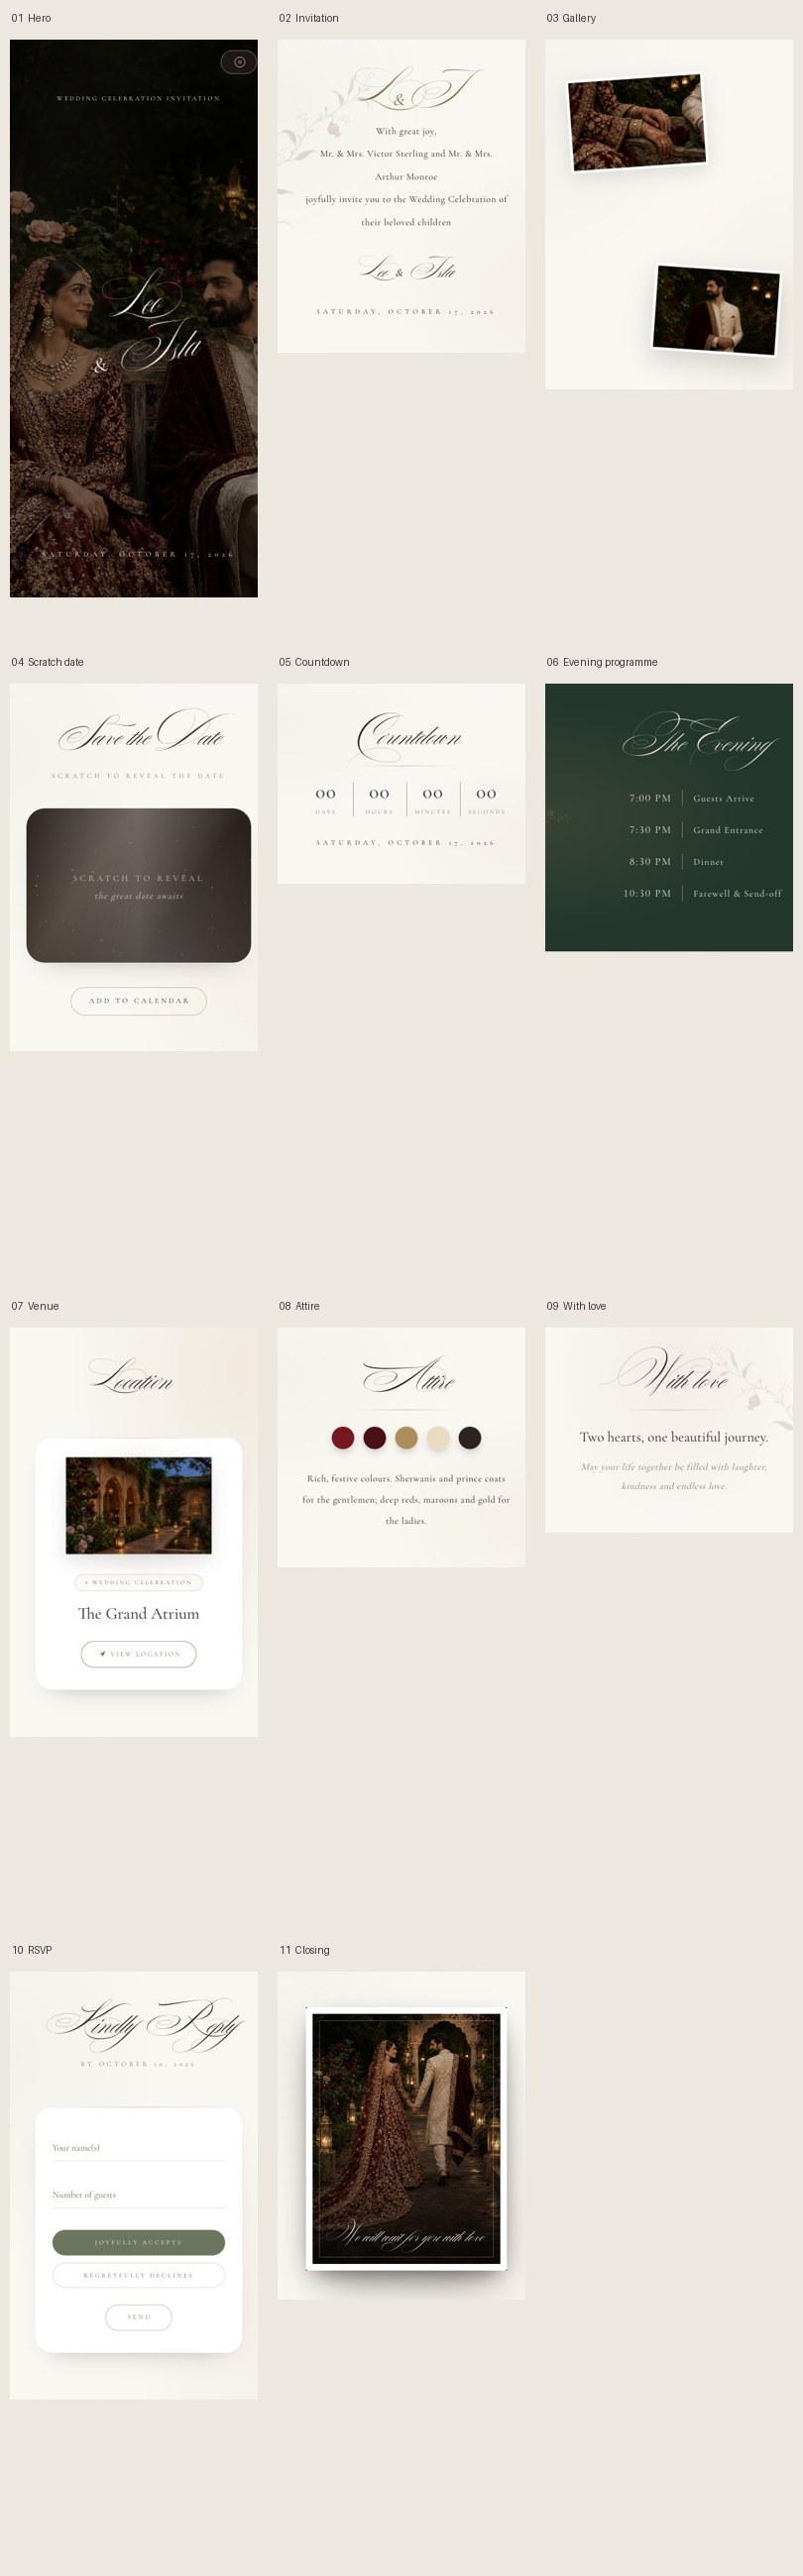 01 Hero
WEDDING CELEBRATION INVITATION
Leo
& Isla
SATURDAY, OCTOBER 17, 2026
02 Invitation
L & I
With great joy,
Mr. & Mrs. Victor Sterling and Mr. & Mrs.
Arthur Monroe
joyfully invite you to the Wedding Celebration of
their beloved children
Leo & Isla
SATURDAY, OCTOBER 17, 2026
03 Gallery
04 Scratch date
Save the Date
SCRATCH TO REVEAL THE DATE
SCRATCH TO REVEAL
the great date awaits
ADD TO CALENDAR
05 Countdown
Countdown
00 00 00 00
DAYS HOURS MINUTES SECONDS
SATURDAY, OCTOBER 17, 2026
06 Evening programme
The Evening
7:00 PM Guests Arrive
7:30 PM Grand Entrance
8:30 PM Dinner
10:30 PM Farewell & Send-off
07 Venue
Location
WEDDING CELEBRATION
The Grand Atrium
VIEW LOCATION
08 Attire
Attire
Rich, festive colours. Sherwanis and prince coats
for the gentlemen; deep reds, maroons and gold for
the ladies.
09 With love
With love
Two hearts, one beautiful journey.
May your life together be filled with laughter,
kindness and endless love.
10 RSVP
Kindly Reply
BY OCTOBER 10, 2026
Your name(s)
Number of guests
JOYFULLY ACCEPTS
REGRETFULLY DECLINES
SEND
11 Closing
We will wait for you with love